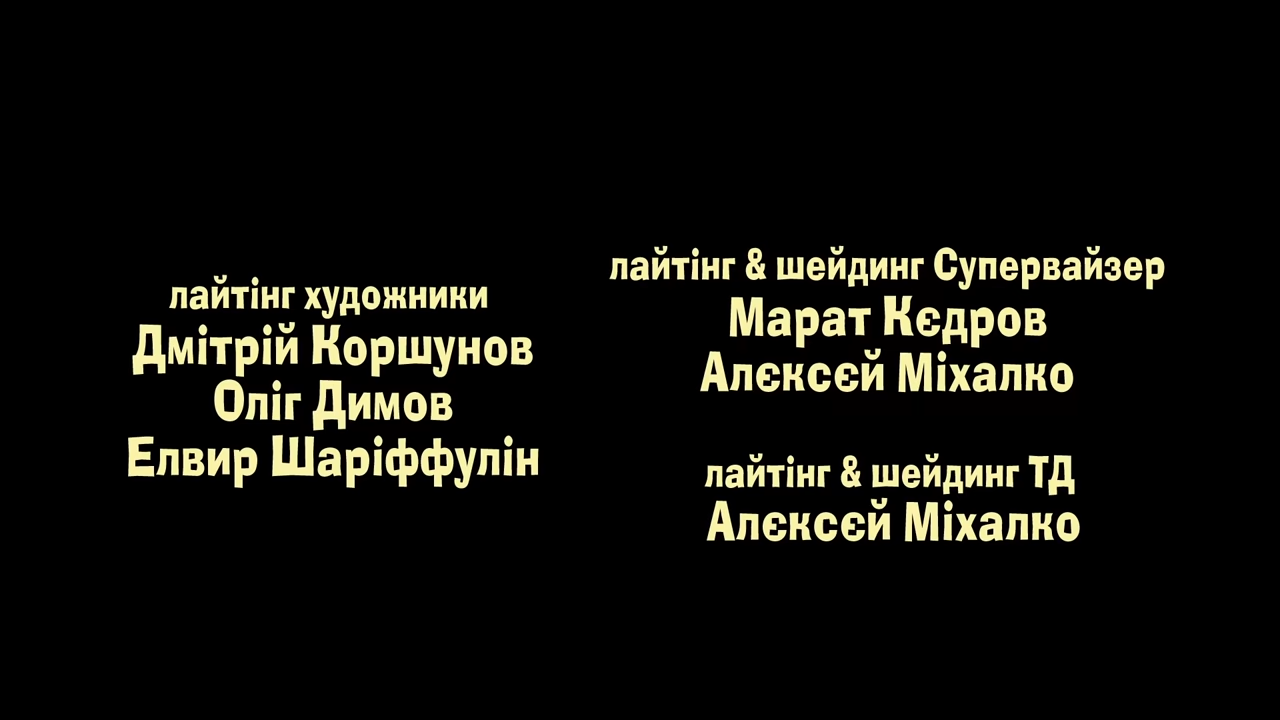 лайтінг художники
Дмітрій Коршунов
Оліг Димов
Елвир Шаріффулін
лайтінг & шейдинг Супервайзер
Марат Кєдров
Алєксєй Міхалко
лайтінг & шейдинг ТД
Алєксєй Міхалко